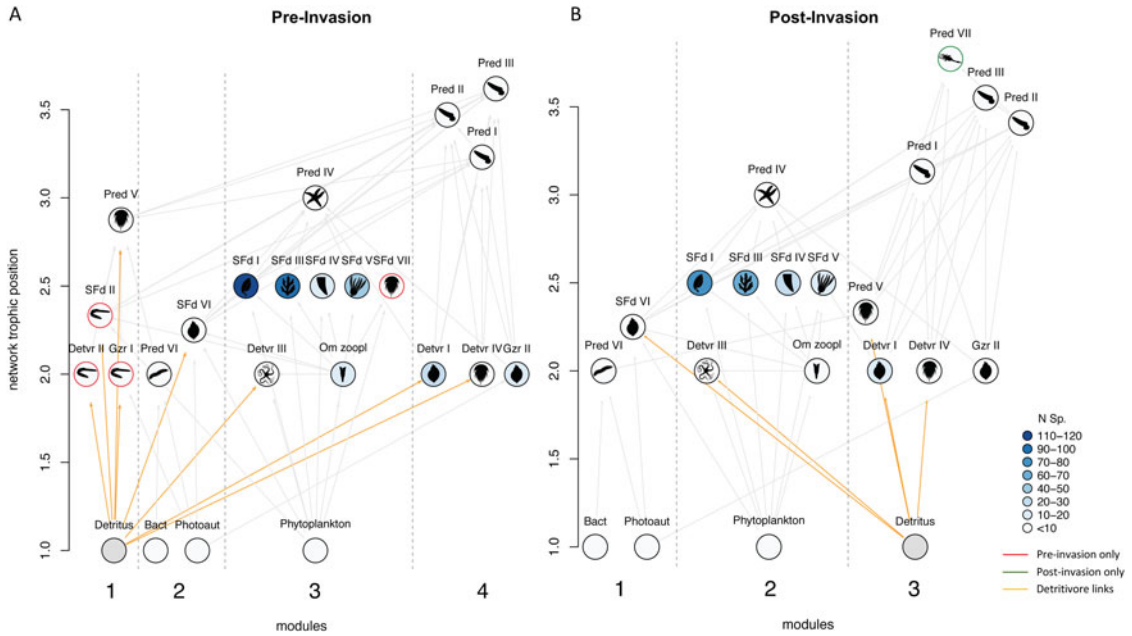 A
Pre-Invasion
network trophic position
3.5
3.0
2.5
2.0
1.5
1.0
Pred III
Pred II
Pred I
Pred IV
Pred V
SFd I
SFd III
SFd IV
SFd V
SFd VII
SFd II
SFd VI
Detvr II
Gzr I
Pred VI
Detvr III
Om zoopl
Detvr I
Detvr IV
Gzr II
Detritus
Bact
Photoaut
Phytoplankton
1
2
3
4
modules
B
Post-Invasion
3.5
3.0
2.5
2.0
1.5
1.0
Pred VII
Pred III
Pred II
Pred I
Pred IV
SFd I
SFd III
SFd IV
SFd V
Pred V
SFd VI
Pred VI
Detvr III
Om zoopl
Detvr I
Detvr IV
Gzr II
Bact
Photoaut
Phytoplankton
Detritus
1
2
3
modules
N Sp.
110–120
90–100
70–80
60–70
40–50
20–30
10–20
<10
Pre-invasion only
Post-invasion only
Detritivore links